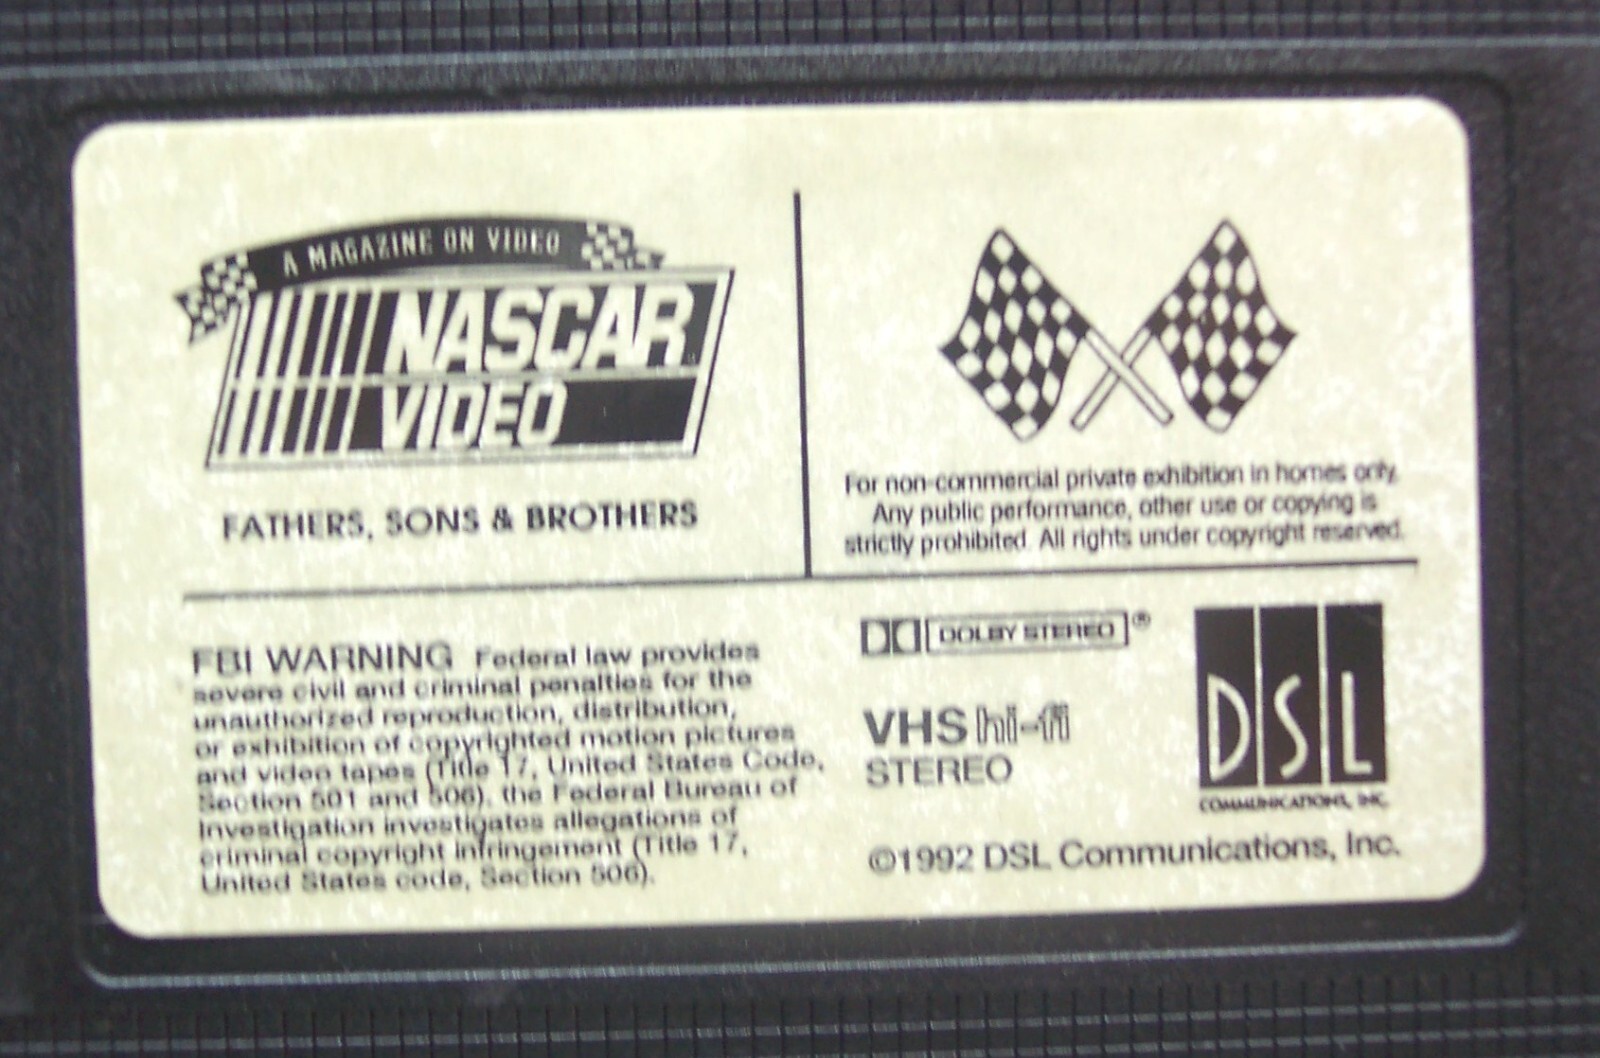 A MAGAZINE ON VIDEO
NASCAR
VIDEO
FATHERS, SONS & BROTHERS
For non-commercial private exhibition in homes only.
Any public performance, other use or copying is
strictly prohibited. All rights under copyright reserved.
FBI WARNING Federal law provides
severe civil and criminal penalties for the
unauthorized reproduction, distribution,
or exhibition of copyrighted motion pictures
and video tapes (Title 17, United States Code,
Section 501 and 506). the Federal Bureau of
Investigation investigates allegations of
criminal copyright infringement (Title 17,
United States code, Section 506).
DOLBY STEREO®
VHS hi-fi
STEREO
DSL
COMMUNICATIONS, INC.
©1992 DSL Communications, Inc.